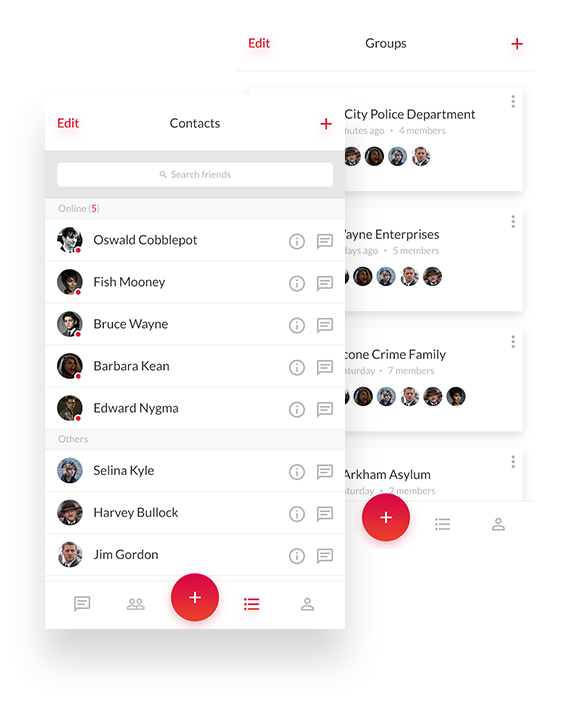 Edit Groups
City Police Department
nutes ago • 4 members
ayne Enterprises
days ago • 5 members
cone Crime Family
aturday • 7 members
Arkham Asylum
aturday • 2 members
Edit Contacts
Search friends
Online (5)
Oswald Cobblepot
Fish Mooney
Bruce Wayne
Barbara Kean
Edward Nygma
Others
Selina Kyle
Harvey Bullock
Jim Gordon